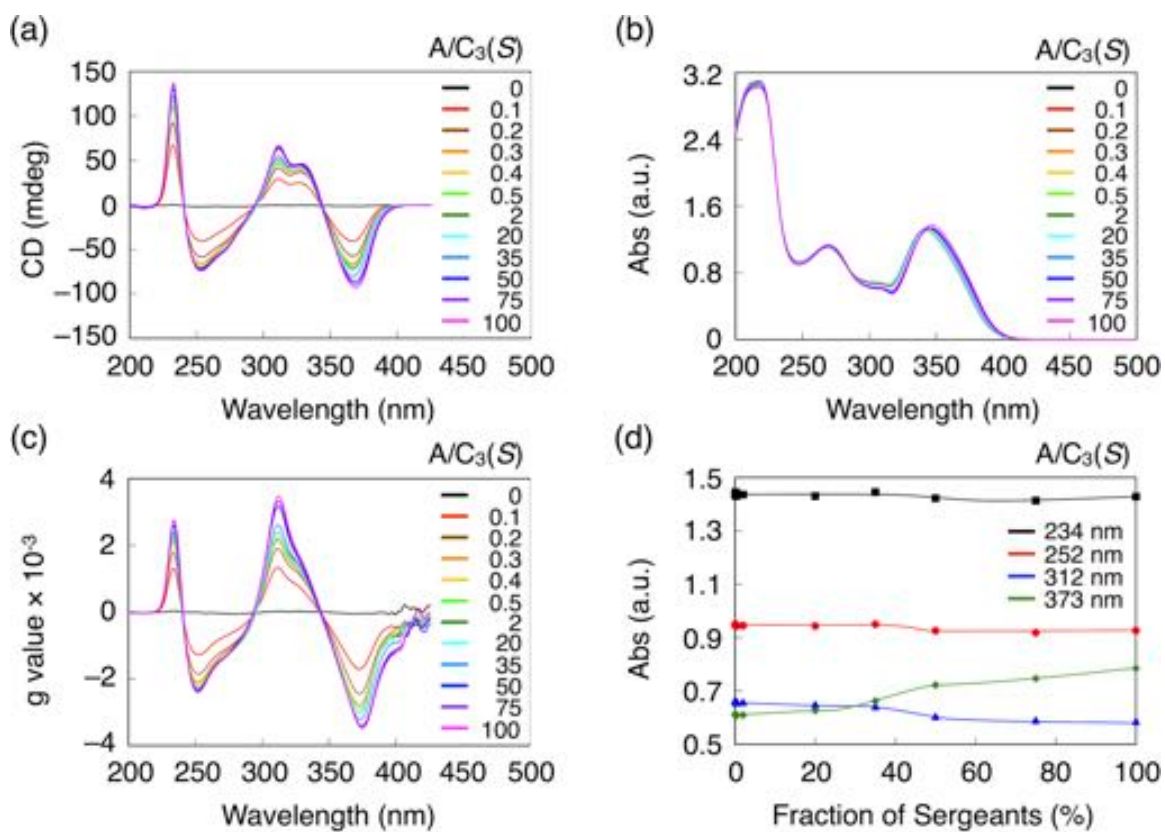 (a)
A/C₃(S)
CD (mdeg)
150
100
50
0
−50
−100
−150
200 250 300 350 400 450 500
Wavelength (nm)
0
0.1
0.2
0.3
0.4
0.5
2
20
35
50
75
100
(b)
A/C₃(S)
Abs (a.u.)
3.2
2.4
1.6
0.8
0
200 250 300 350 400 450 500
Wavelength (nm)
0
0.1
0.2
0.3
0.4
0.5
2
20
35
50
75
100
(c)
A/C₃(S)
g value × 10⁻³
4
2
0
−2
−4
200 250 300 350 400 450 500
Wavelength (nm)
0
0.1
0.2
0.3
0.4
0.5
2
20
35
50
75
100
(d)
A/C₃(S)
Abs (a.u.)
1.5
1.3
1.1
0.9
0.7
0.5
0 20 40 60 80 100
Fraction of Sergeants (%)
234 nm
252 nm
312 nm
373 nm